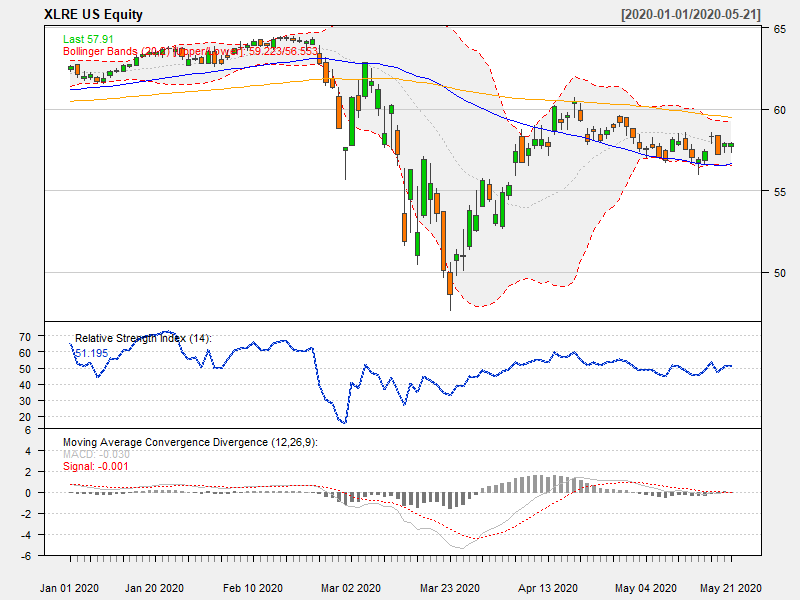 XLRE US Equity
[2020-01-01/2020-05-21]
Last 57.91
Bollinger Bands (20,2) [Upper/Lower]: 59.223/56.553
65
60
55
50
Relative Strength Index (14):
51.195
70
60
50
40
30
20
6
Moving Average Convergence Divergence (12,26,9):
MACD: -0.030
Signal: -0.001
4
2
0
-2
-4
-6
Jan 01 2020
Jan 20 2020
Feb 10 2020
Mar 02 2020
Mar 23 2020
Apr 13 2020
May 04 2020
May 21 2020